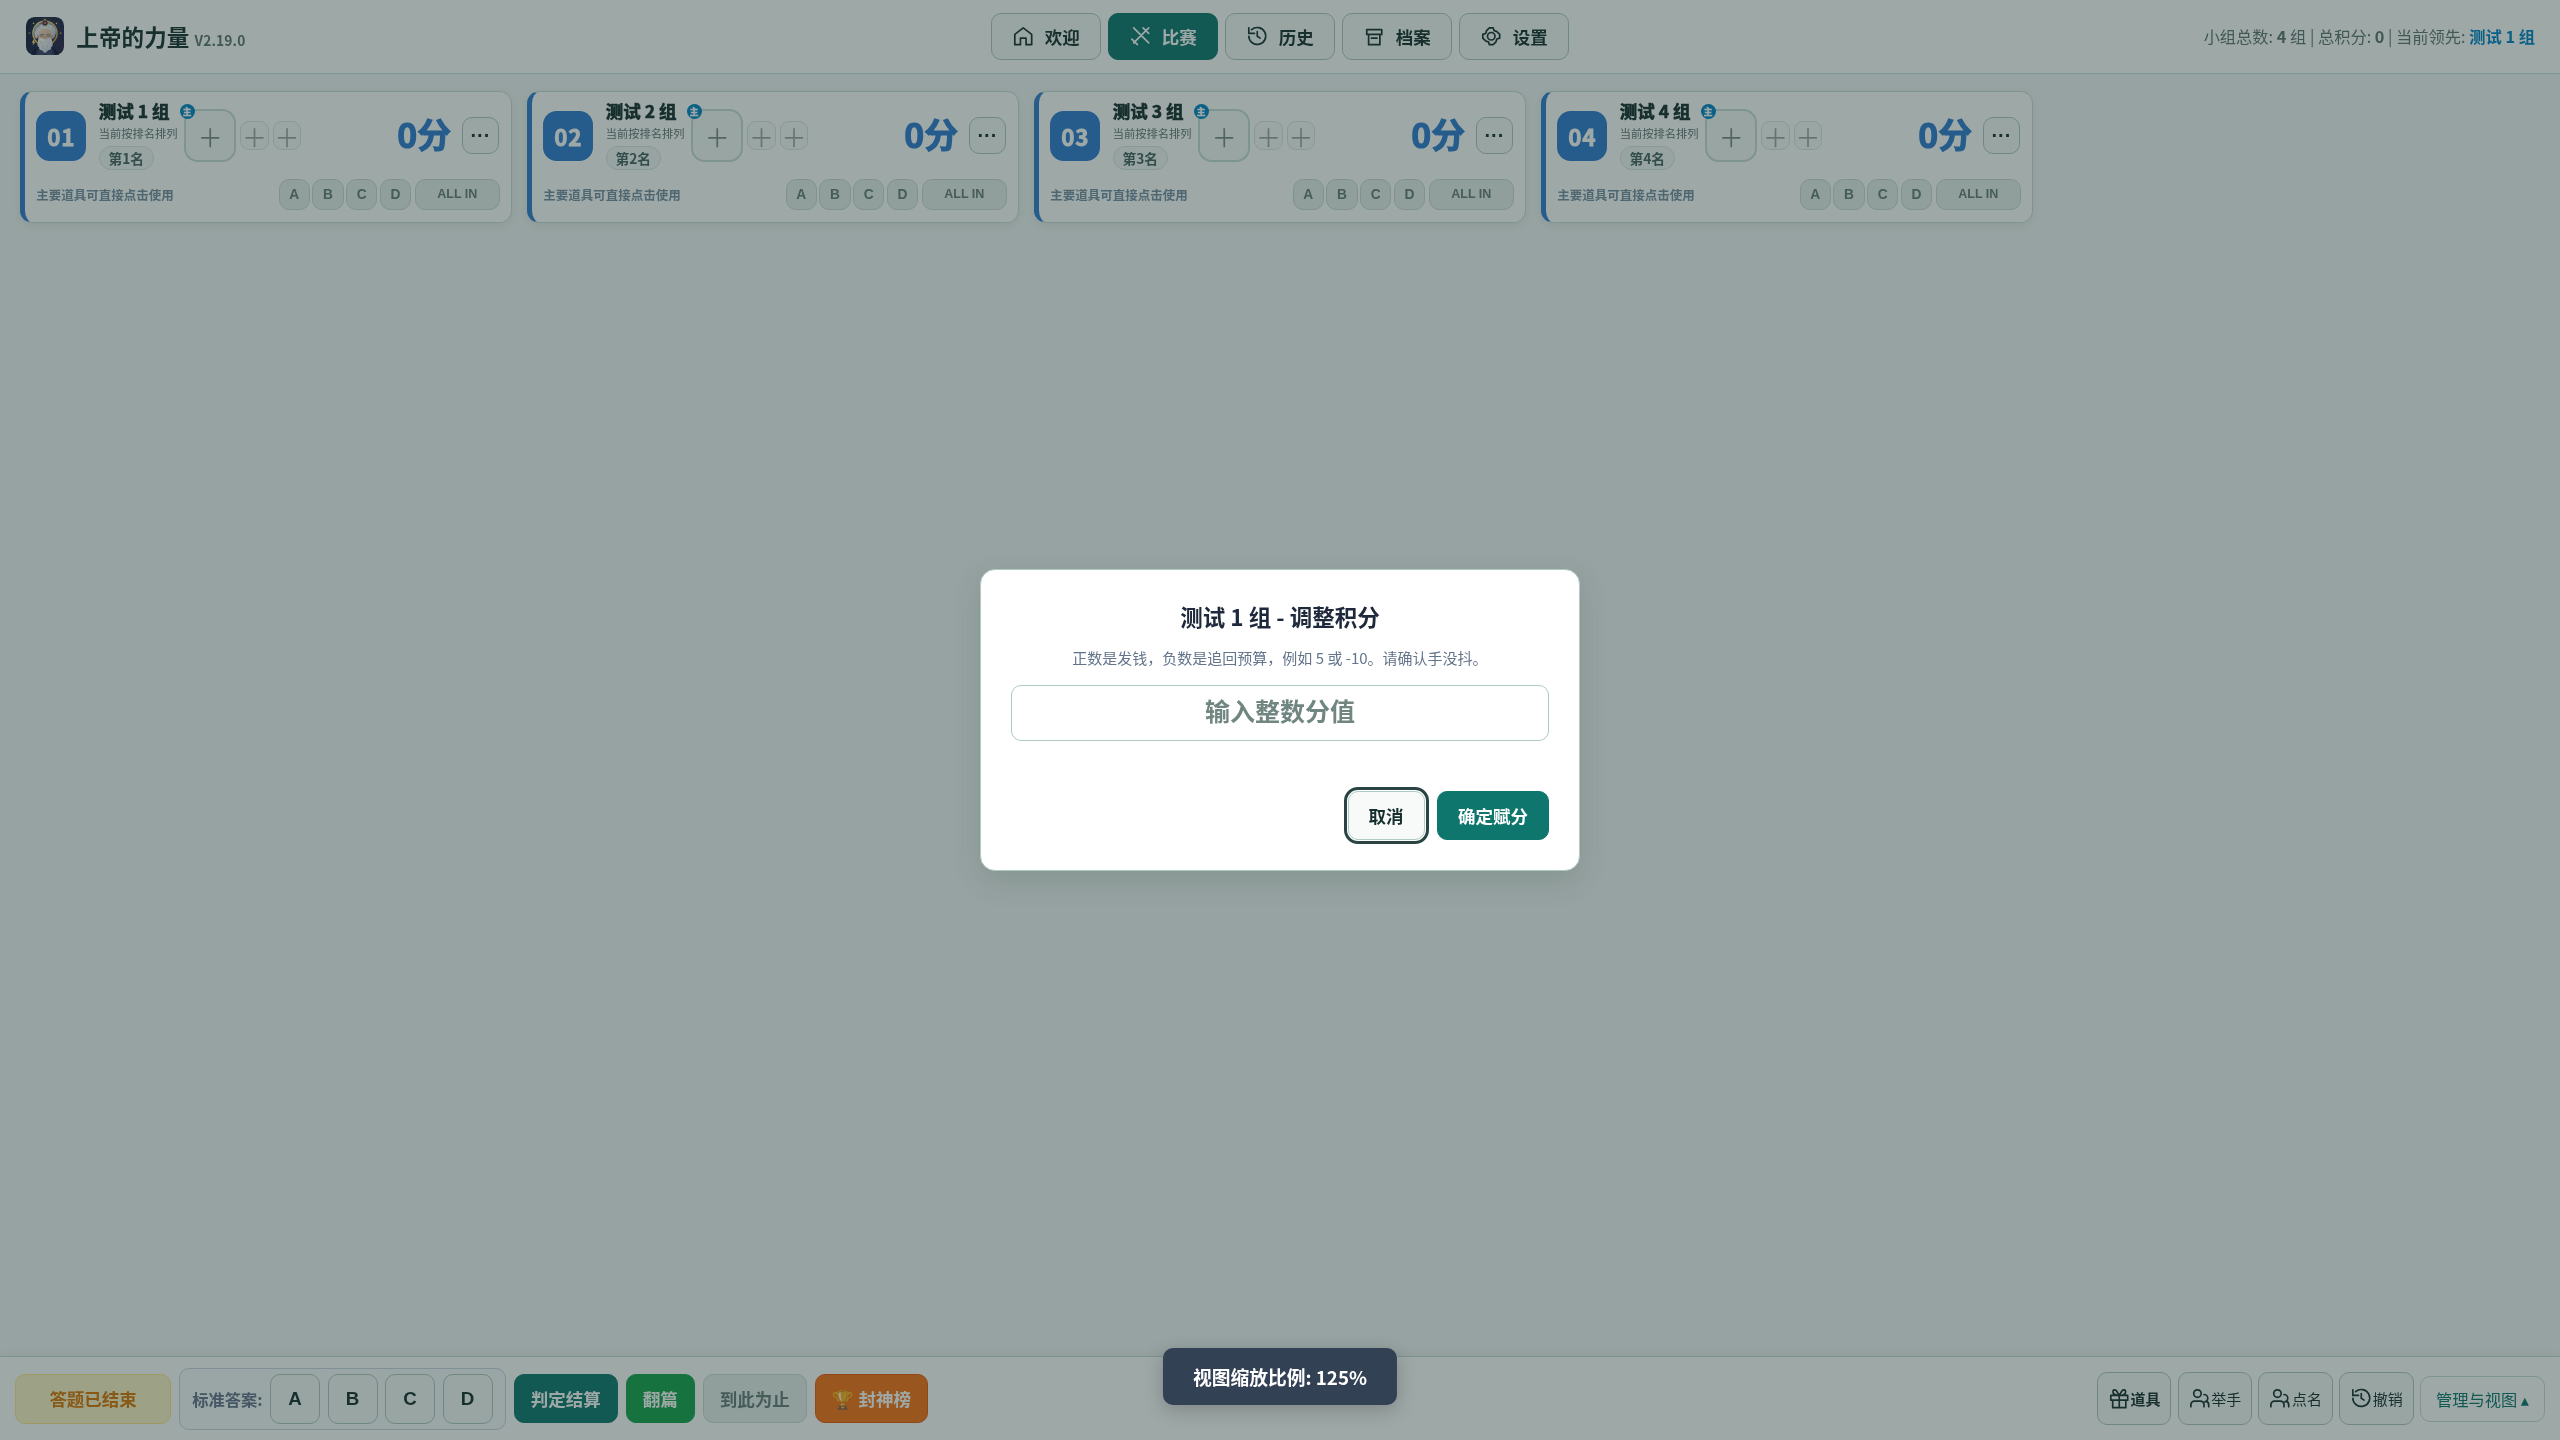 上帝的力量 V2.19.0
欢迎
比赛
历史
档案
设置
小组总数: 4 组 | 总积分: 0 | 当前领先: 测试 1 组
01
测试 1 组
主
当前按排名排列
第1名
0分
...
主要道具可直接点击使用
A
B
C
D
ALL IN
02
测试 2 组
主
当前按排名排列
第2名
0分
...
主要道具可直接点击使用
A
B
C
D
ALL IN
03
测试 3 组
主
当前按排名排列
第3名
0分
...
主要道具可直接点击使用
A
B
C
D
ALL IN
04
测试 4 组
主
当前按排名排列
第4名
0分
...
主要道具可直接点击使用
A
B
C
D
ALL IN
测试 1 组 - 调整积分
正数是发钱，负数是追回预算，例如 5 或 -10。请确认手没抖。
输入整数分值
取消
确定赋分
视图缩放比例: 125%
答题已结束
标准答案:
A
B
C
D
判定结算
翻篇
到此为止
🏆 封神榜
道具
举手
点名
撤销
管理与视图 ▴